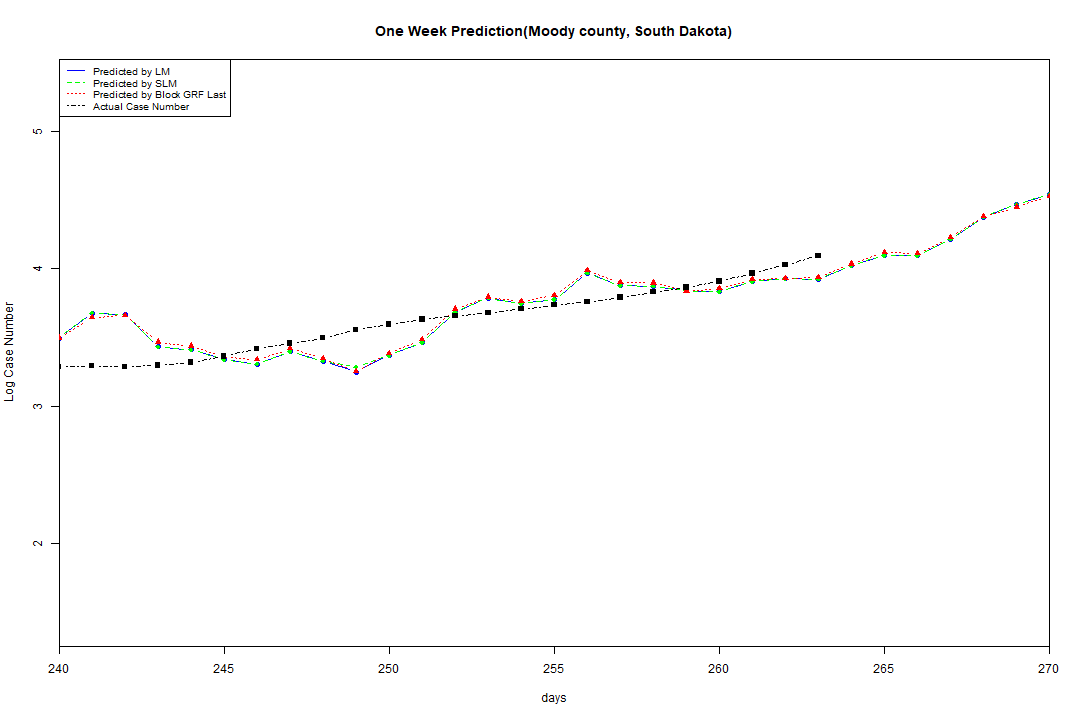 One Week Prediction(Moody county, South Dakota)
Predicted by LM
Predicted by SLM
Predicted by Block GRF Last
Actual Case Number
5
4
3
2
Log Case Number
240 245 250 255 260 265 270
days